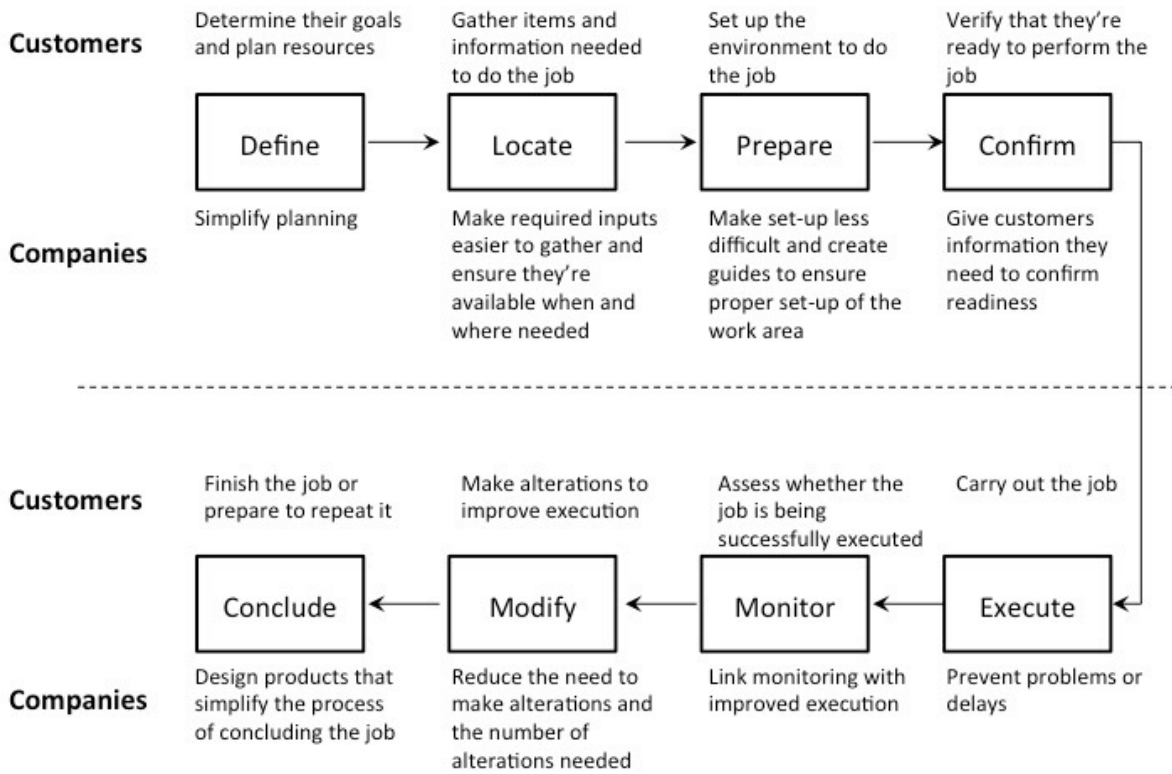 Customers
Determine their goals
and plan resources
Gather items and
information needed
to do the job
Set up the
environment to do
the job
Verify that they’re
ready to perform the
job
Define
Locate
Prepare
Confirm
Companies
Simplify planning
Make required inputs
easier to gather and
ensure they’re
available when and
where needed
Make set-up less
difficult and create
guides to ensure
proper set-up of the
work area
Give customers
information they
need to confirm
readiness
Customers
Finish the job or
prepare to repeat it
Make alterations to
improve execution
Assess whether the
job is being
successfully executed
Carry out the job
Conclude
Modify
Monitor
Execute
Companies
Design products that
simplify the process
of concluding the job
Reduce the need to
make alterations and
the number of
alterations needed
Link monitoring with
improved execution
Prevent problems or
delays